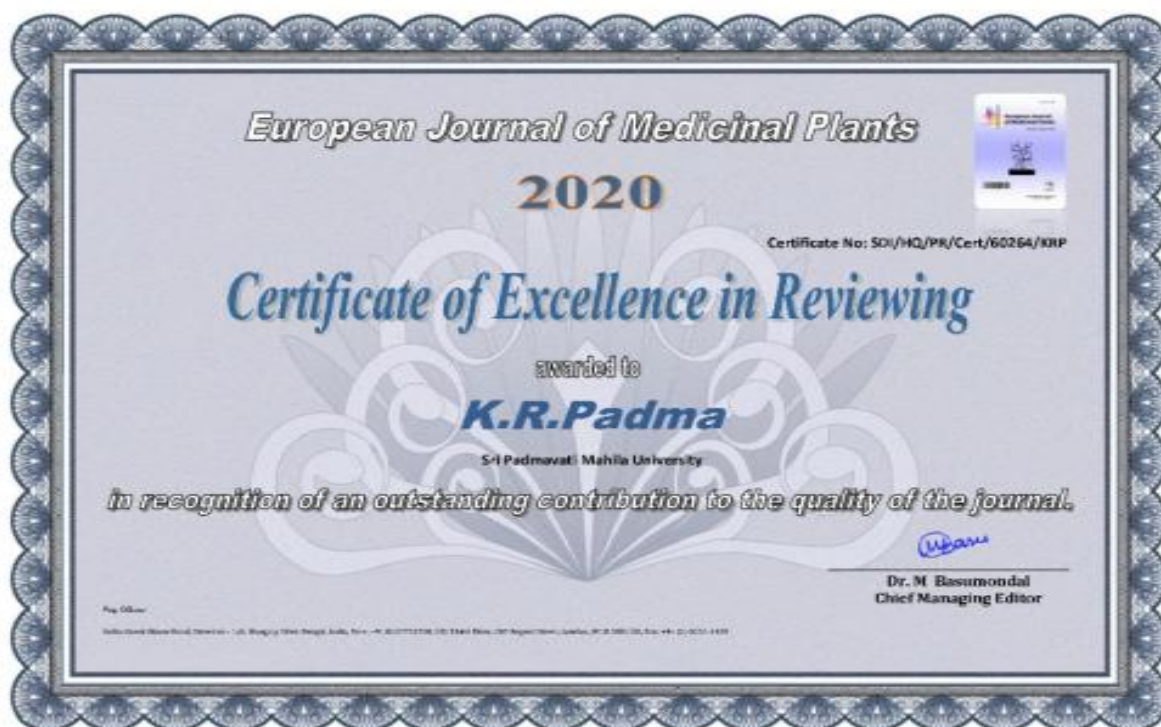 European Journal of Medicinal Plants
2020
Certificate No: SDI/HQ/PR/Cert/60264/KRP
Certificate of Excellence in Reviewing
awarded to
K.R.Padma
Sri Padmavati Mahila University
in recognition of an outstanding contribution to the quality of the journal.
Dr. M Basumondal
Chief Managing Editor